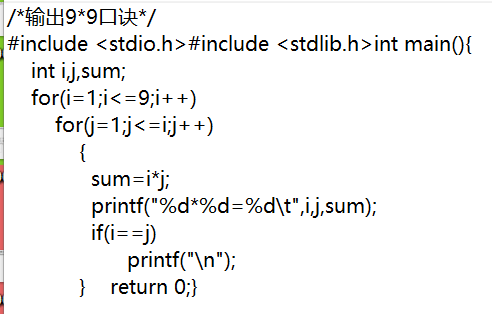 /*输出9*9口诀*/
#include <stdio.h>#include <stdlib.h>int main(){
int i,j,sum;
for(i=1;i<=9;i++)
for(j=1;j<=i;j++)
{
sum=i*j;
printf("%d*%d=%d\t",i,j,sum);
if(i==j)
printf("\n");
} return 0;}